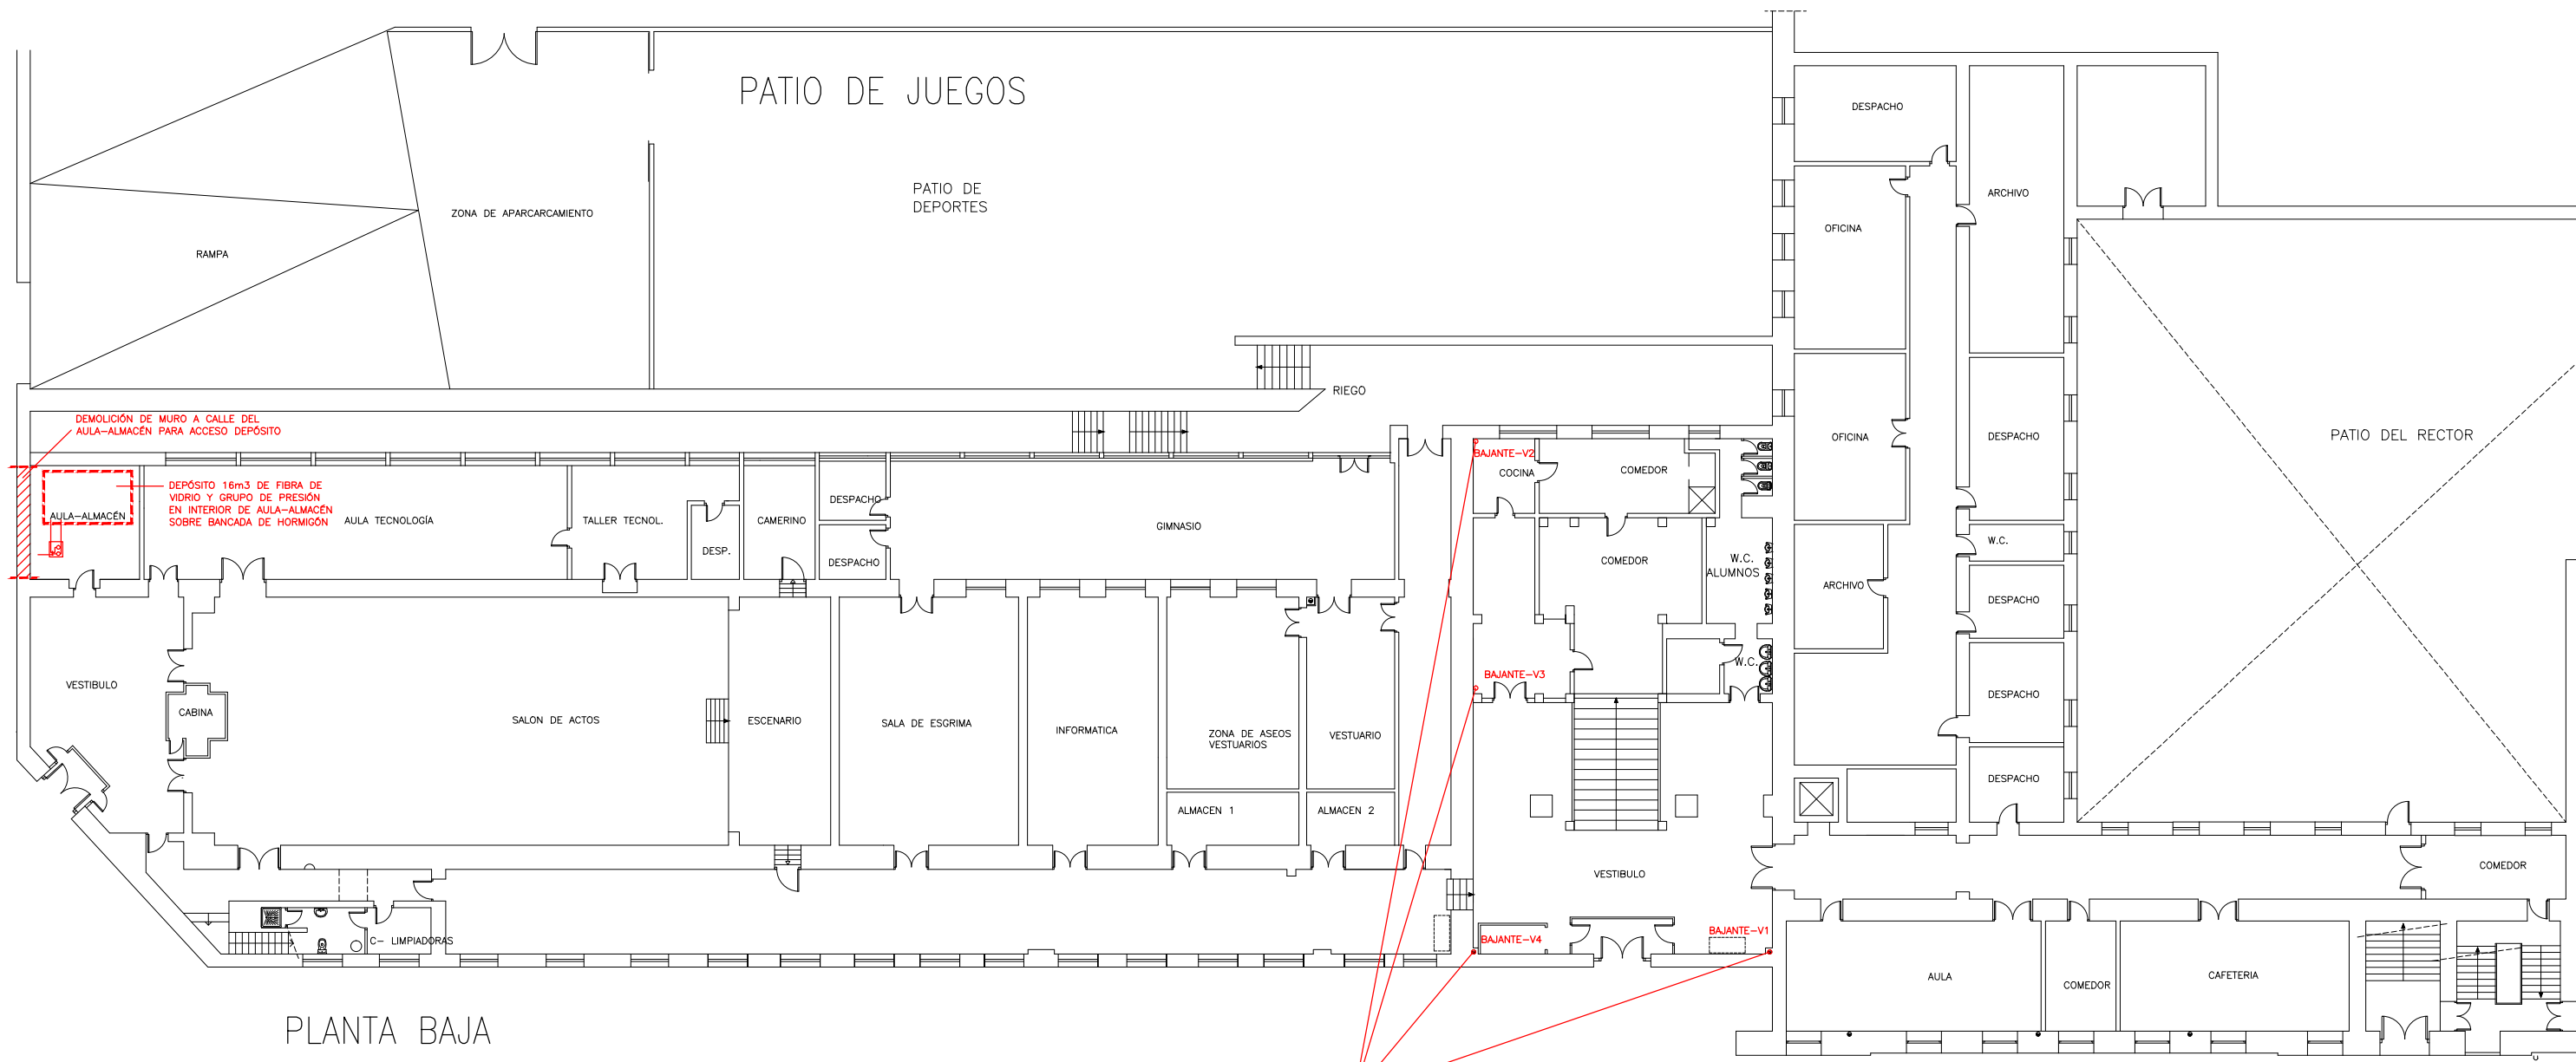 PATIO DE JUEGOS
PATIO DE
DEPORTES
ZONA DE APARCARCAMIENTO
RAMPA
RIEGO
DESPACHO
ARCHIVO
OFICINA
OFICINA
DESPACHO
W.C.
ARCHIVO
DESPACHO
DESPACHO
DESPACHO
PATIO DEL RECTOR
DEMOLICIÓN DE MURO A CALLE DEL
AULA-ALMACÉN PARA ACCESO DEPÓSITO
DEPÓSITO 16m3 DE FIBRA DE
VIDRIO Y GRUPO DE PRESIÓN
EN INTERIOR DE AULA-ALMACÉN
SOBRE BANCADA DE HORMIGÓN
AULA-ALMACÉN
AULA TECNOLOGÍA
TALLER TECNOL.
DESP.
CAMERINO
DESPACHO
DESPACHO
GIMNASIO
BAJANTE-V2
COCINA
COMEDOR
COMEDOR
W.C.
ALUMNOS
W.C.
BAJANTE-V3
VESTIBULO
CABINA
SALON DE ACTOS
ESCENARIO
SALA DE ESGRIMA
INFORMATICA
ZONA DE ASEOS
VESTUARIOS
VESTUARIO
ALMACEN 1
ALMACEN 2
VESTIBULO
COMEDOR
C- LIMPIADORAS
BAJANTE-V4
BAJANTE-V1
AULA
COMEDOR
CAFETERIA
PLANTA BAJA